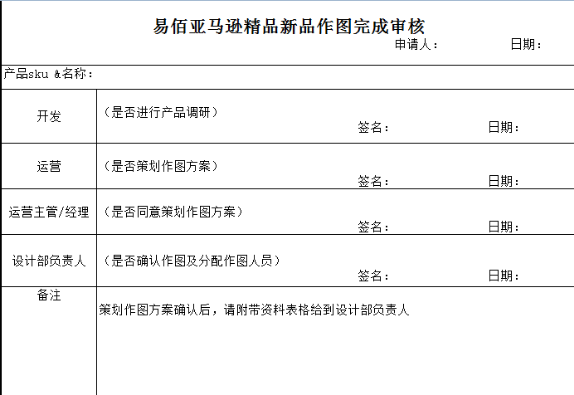 易佰亚马逊精品新品作图完成审核
申请人： 日期：
产品sku &名称：
开发 （是否进行产品调研）
签名： 日期：
运营 （是否策划作图方案）
签名： 日期：
运营主管/经理 （是否同意策划作图方案）
签名： 日期：
设计部负责人 （是否确认作图及分配作图人员）
签名： 日期：
备注
策划作图方案确认后，请附带资料表格给到设计部负责人